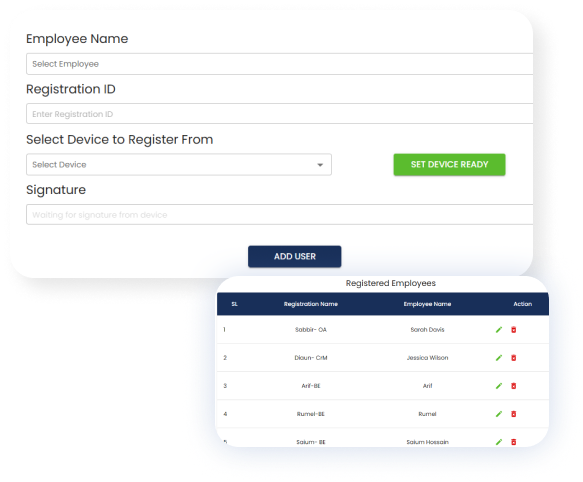 Employee Name
Select Employee
Registration ID
Enter Registration ID
Select Device to Register From
Select Device
SET DEVICE READY
Signature
Waiting for signature from device
ADD USER
Registered Employees
SL Registration Name Employee Name Action
1 Sabbir- OA Sarah Davis
2 Diaun- CIM Jessica Wilson
3 Arif-BE Arif
4 Rumel-BE Rumel
5 Saium- BE Saium Hossain